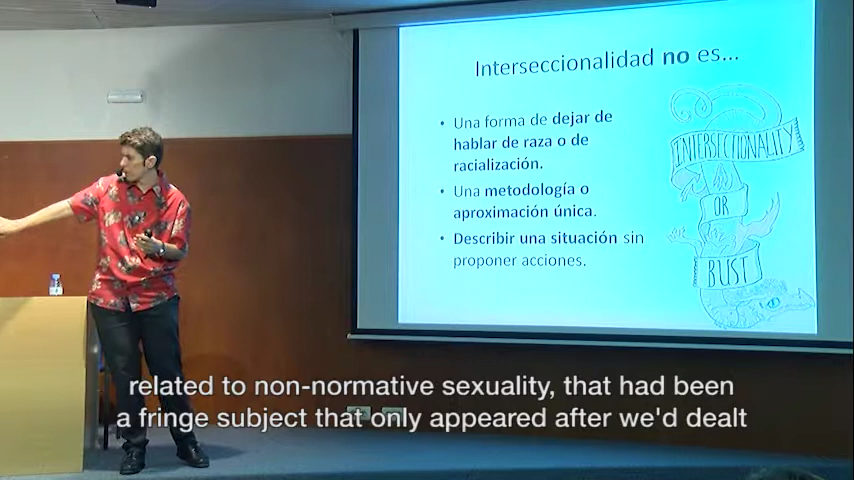 Interseccionalidad no es...
• Una forma de dejar de
hablar de raza o de
racialización.
• Una metodología o
aproximación única.
• Describir una situación sin
proponer acciones.
INTERSECTIONALITY
OR
BUST
related to non-normative sexuality, that had been
a fringe subject that only appeared after we'd dealt